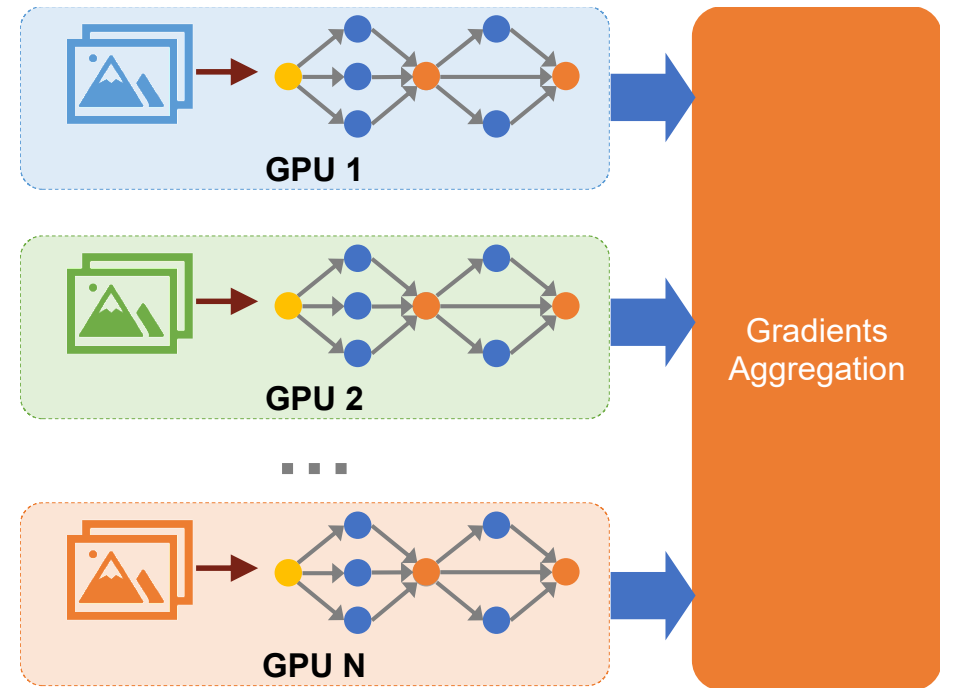 GPU 1
GPU 2
...
GPU N
Gradients
Aggregation